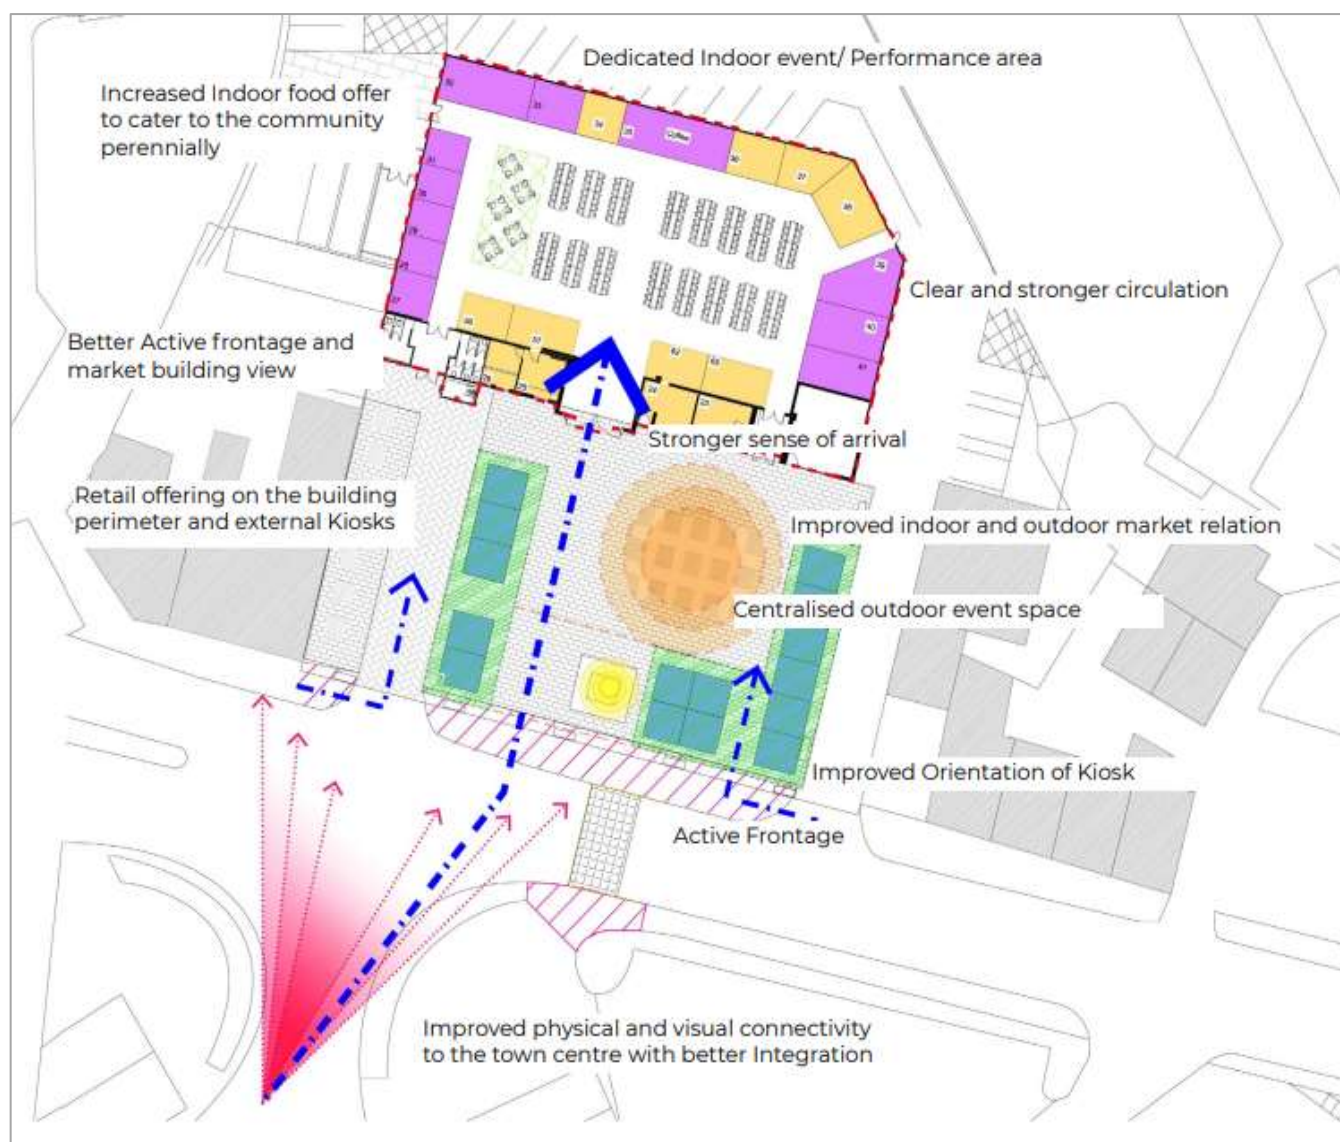 Dedicated Indoor event/ Performance area
Increased Indoor food offer
to cater to the community
perennially
Coffee
Clear and stronger circulation
Better Active frontage and
market building view
Stronger sense of arrival
Retail offering on the building
perimeter and external Kiosks
Improved indoor and outdoor market relation
Centralised outdoor event space
Improved Orientation of Kiosk
Active Frontage
Improved physical and visual connectivity
to the town centre with better Integration